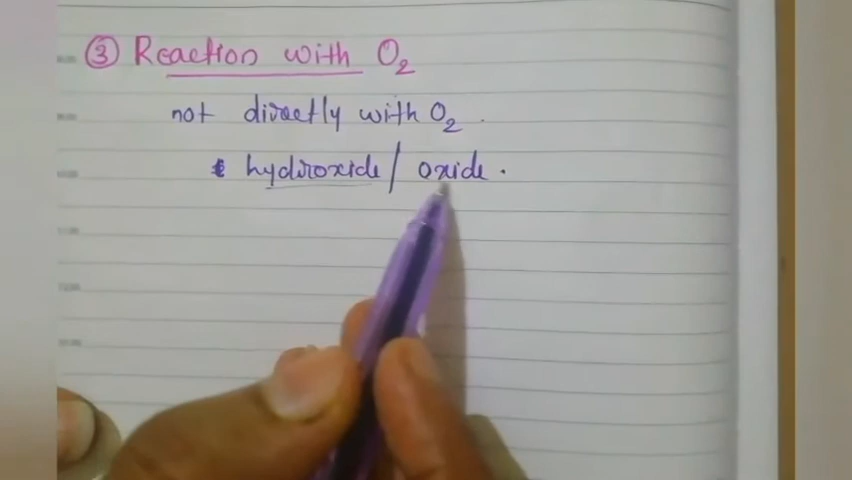 ③ Reaction with O₂
not directly with O₂.
hydroxide / oxide.